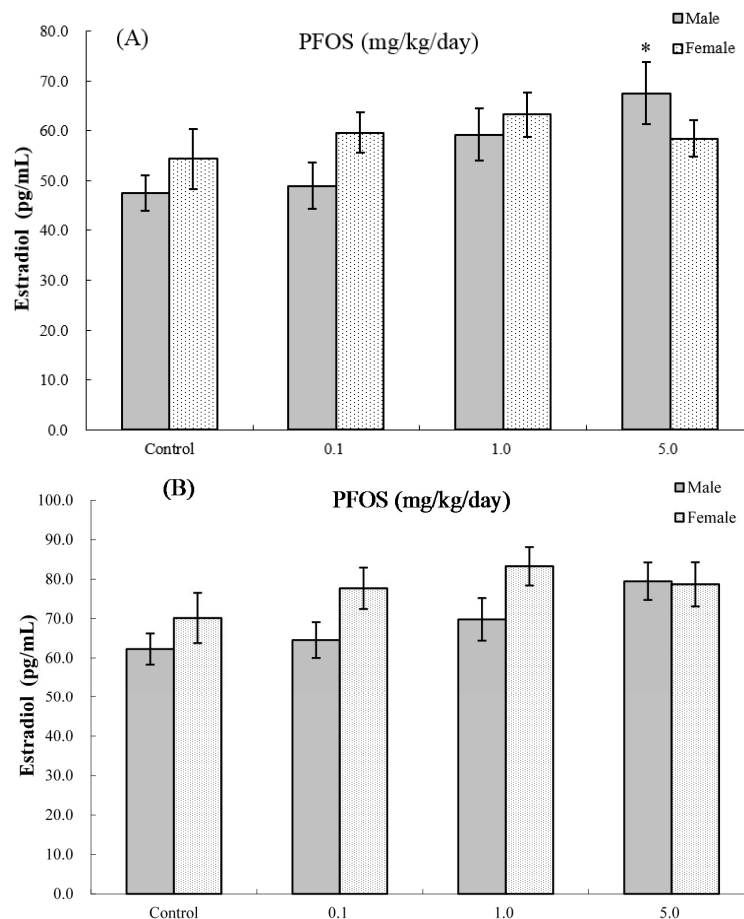 (A)
PFOS (mg/kg/day)
Male
Female
*
Estradiol (pg/mL)
80.0
70.0
60.0
50.0
40.0
30.0
20.0
10.0
0.0
Control 0.1 1.0 5.0
(B)
PFOS (mg/kg/day)
Male
Female
Estradiol (pg/mL)
100.0
90.0
80.0
70.0
60.0
50.0
40.0
30.0
20.0
10.0
0.0
Control 0.1 1.0 5.0